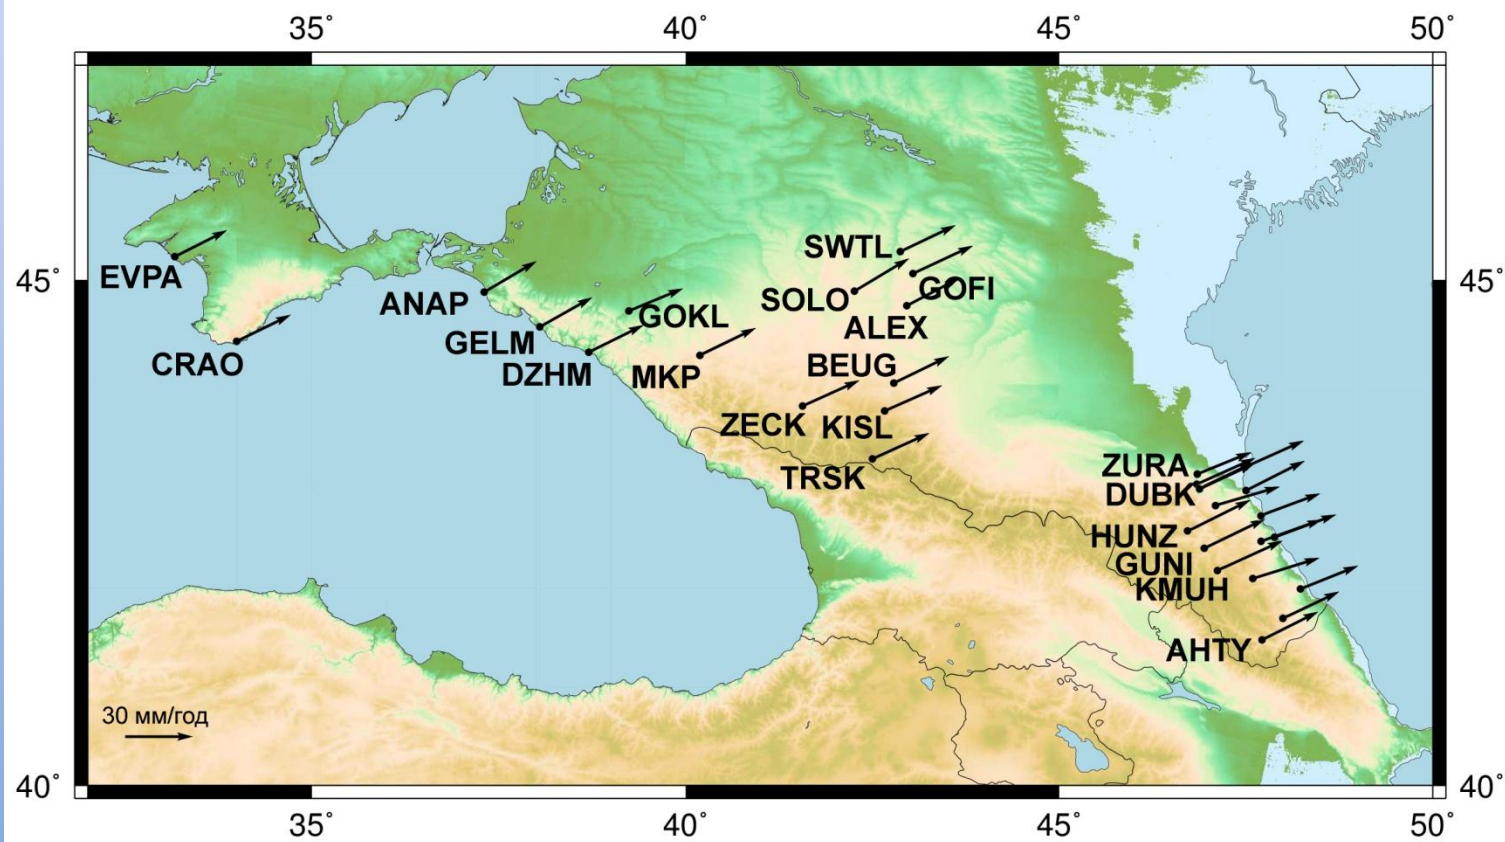 35°
40°
45°
50°
SWTL
EVPA
45°
45°
GOFI
SOLO
ANAP
GOKL
ALEX
GELM
CRAO
BEUG
DZHM
MKP
ZECK
KISL
ZURA
TRSK
DUBK
HUNZ
GUNI
KMUH
AHTY
30 мм/год
40°
40°
35°
40°
45°
50°